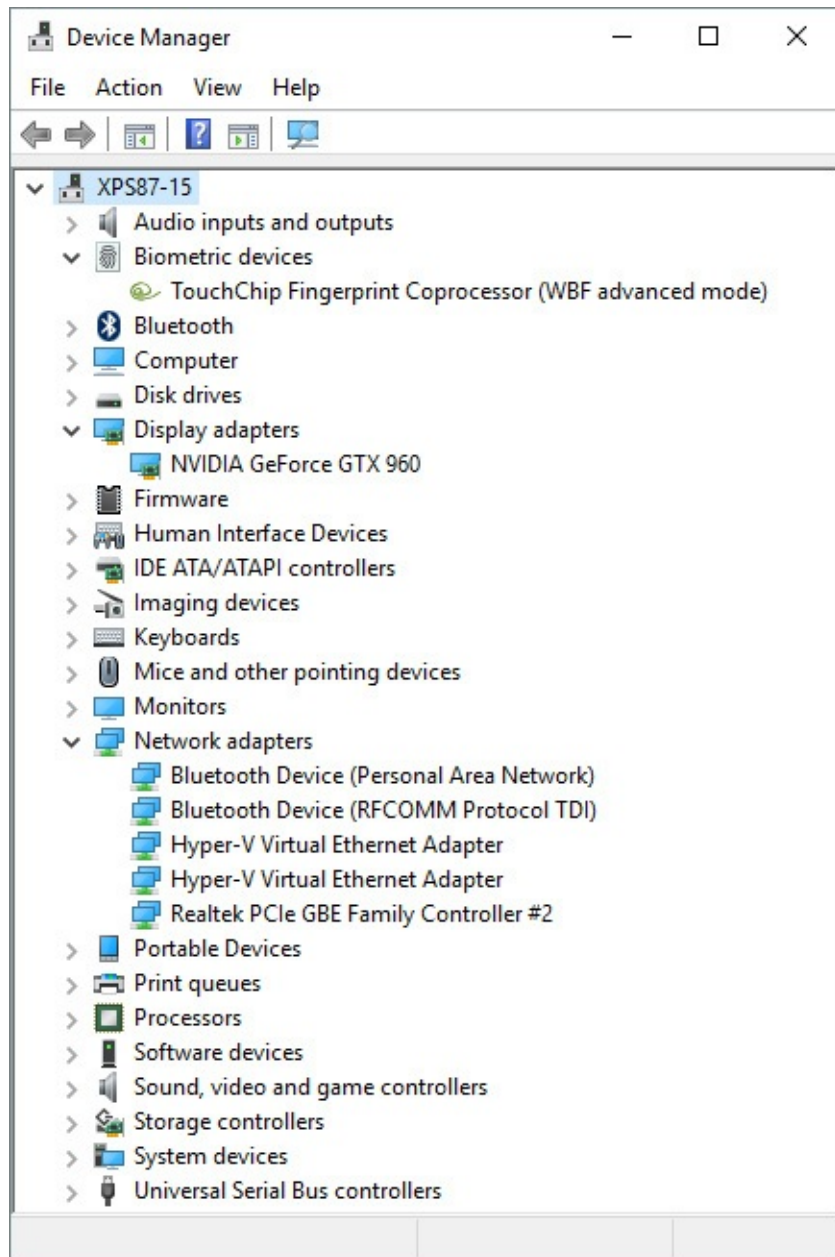 Device Manager
File Action View Help
XPS87-15
Audio inputs and outputs
Biometric devices
TouchChip Fingerprint Coprocessor (WBF advanced mode)
Bluetooth
Computer
Disk drives
Display adapters
NVIDIA GeForce GTX 960
Firmware
Human Interface Devices
IDE ATA/ATAPI controllers
Imaging devices
Keyboards
Mice and other pointing devices
Monitors
Network adapters
Bluetooth Device (Personal Area Network)
Bluetooth Device (RFCOMM Protocol TDI)
Hyper-V Virtual Ethernet Adapter
Hyper-V Virtual Ethernet Adapter
Realtek PCIe GBE Family Controller #2
Portable Devices
Print queues
Processors
Software devices
Sound, video and game controllers
Storage controllers
System devices
Universal Serial Bus controllers